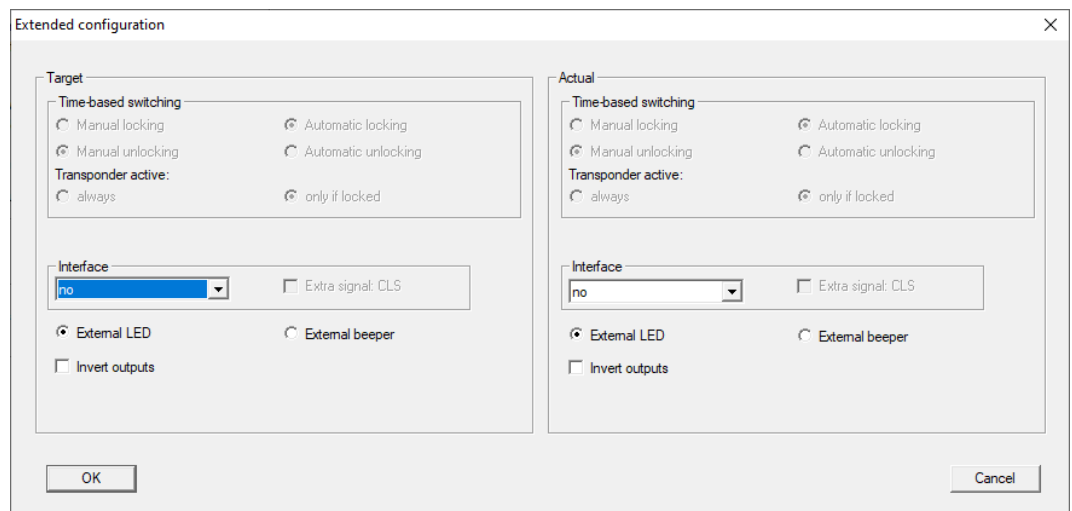 Extended configuration
Target
Time-based switching
Manual locking
Automatic locking
Manual unlocking
Automatic unlocking
Transponder active:
always
only if locked
Interface
no
Extra signal: CLS
External LED
External beeper
Invert outputs
Actual
Time-based switching
Manual locking
Automatic locking
Manual unlocking
Automatic unlocking
Transponder active:
always
only if locked
Interface
no
Extra signal: CLS
External LED
External beeper
Invert outputs
OK
Cancel